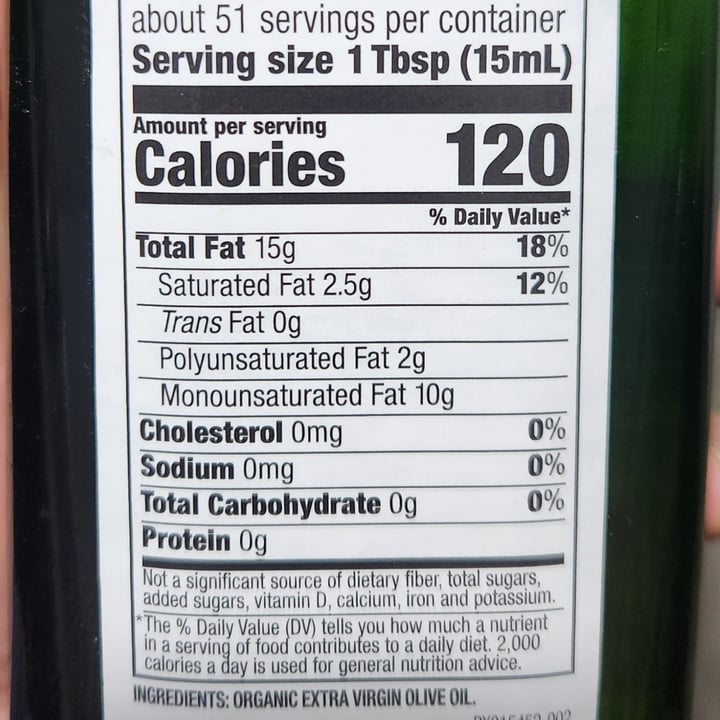 about 51 servings per container
Serving size 1 Tbsp (15mL)
Amount per serving
Calories 120
% Daily Value*
Total Fat 15g 18%
Saturated Fat 2.5g 12%
Trans Fat 0g
Polyunsaturated Fat 2g
Monounsaturated Fat 10g
Cholesterol 0mg 0%
Sodium 0mg 0%
Total Carbohydrate 0g 0%
Protein 0g
Not a significant source of dietary fiber, total sugars,
added sugars, vitamin D, calcium, iron and potassium.
*The % Daily Value (DV) tells you how much a nutrient
in a serving of food contributes to a daily diet. 2,000
calories a day is used for general nutrition advice.
INGREDIENTS: ORGANIC EXTRA VIRGIN OLIVE OIL.